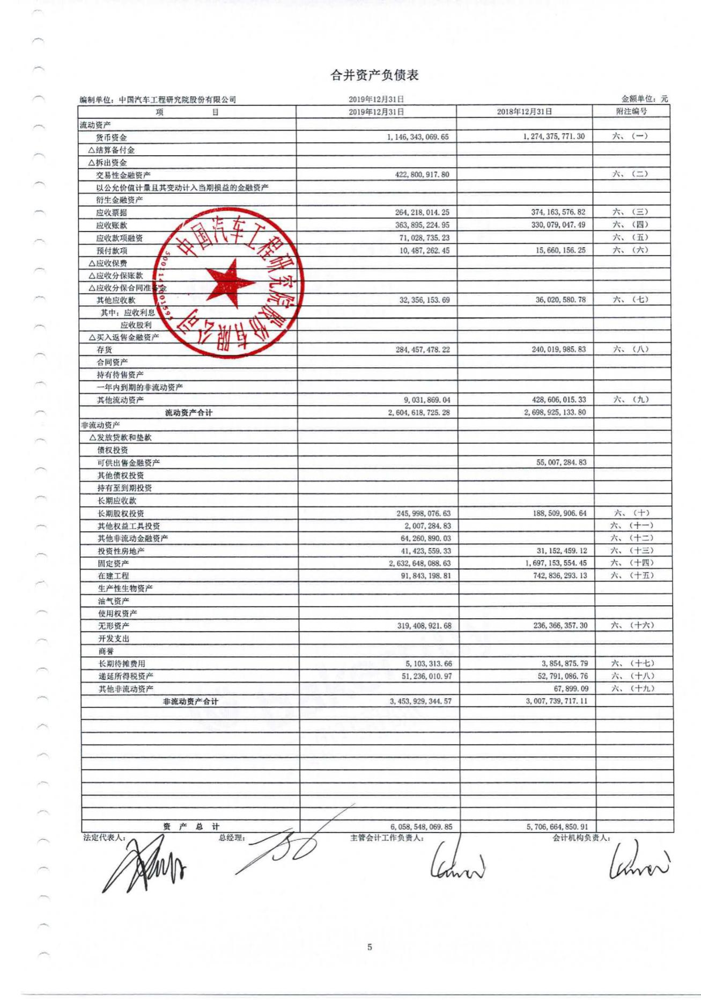 合并资产负债表
编制单位：中国汽车工程研究院股份有限公司 2019年12月31日 金额单位：元
项 目 2019年12月31日 2018年12月31日 附注编号
流动资产
货币资金 1,146,343,069.65 1,274,375,771.30 六、（一）
△结算备付金
△拆出资金
交易性金融资产 422,800,917.80 六、（二）
以公允价值计量且其变动计入当期损益的金融资产
衍生金融资产
应收票据 264,218,014.25 374,163,576.82 六、（三）
应收账款 363,895,224.95 330,079,047.49 六、（四）
应收款项融资 71,028,735.23 六、（五）
预付款项 10,487,262.45 15,660,156.25 六、（六）
△应收保费
△应收分保账款
△应收分保合同准备金
其他应收款 32,356,153.69 36,020,580.78 六、（七）
其中：应收利息
应收股利
△买入返售金融资产
存货 284,457,478.22 240,019,985.83 六、（八）
合同资产
持有待售资产
一年内到期的非流动资产
其他流动资产 9,031,869.04 428,606,015.33 六、（九）
流动资产合计 2,604,618,725.28 2,698,925,133.80
非流动资产
△发放贷款和垫款
债权投资
可供出售金融资产 55,007,284.83
其他债权投资
持有至到期投资
长期应收款
长期股权投资 245,998,076.63 188,509,906.64 六、（十）
其他权益工具投资 2,007,284.83 六、（十一）
其他非流动金融资产 64,260,890.03 六、（十二）
投资性房地产 41,423,559.33 31,152,459.12 六、（十三）
固定资产 2,632,648,088.63 1,697,153,554.45 六、（十四）
在建工程 91,843,198.81 742,836,293.13 六、（十五）
生产性生物资产
油气资产
使用权资产
无形资产 319,408,921.68 236,366,357.30 六、（十六）
开发支出
商誉
长期待摊费用 5,103,313.66 3,854,875.79 六、（十七）
递延所得税资产 51,236,010.97 52,791,086.76 六、（十八）
其他非流动资产 67,899.09 六、（十九）
非流动资产合计 3,453,929,344.57 3,007,739,717.11
资 产 总 计 6,058,548,069.85 5,706,664,850.91
法定代表人： 总经理： 主管会计工作负责人： 会计机构负责人：
中国汽车工程研究院股份有限公司
5